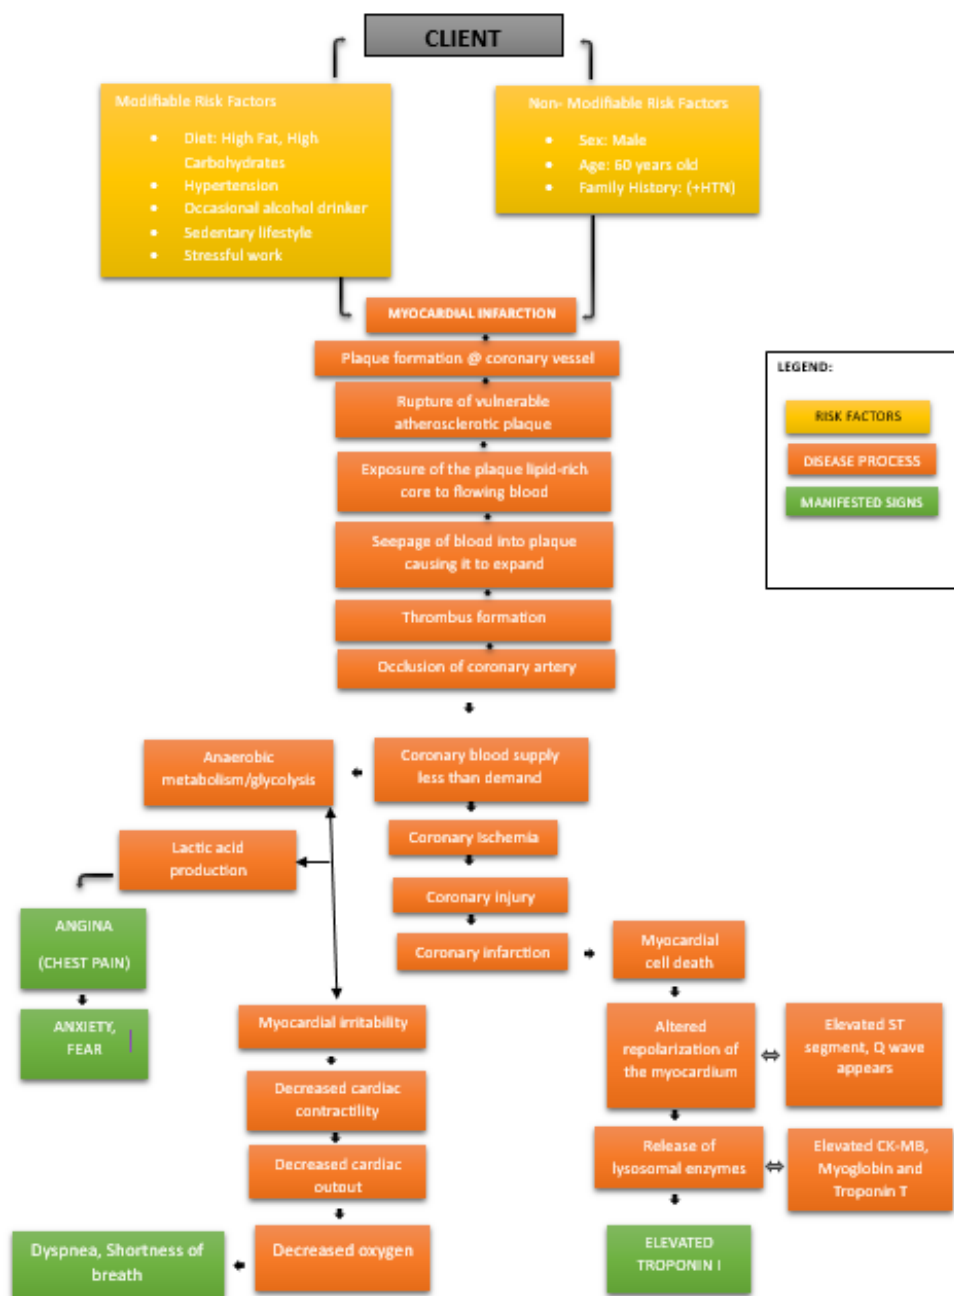 CLIENT
Modifiable Risk Factors
• Diet: High Fat, High
Carbohydrates
• Hypertension
• Occasional alcohol drinker
• Sedentary lifestyle
• Stressful work
Non- Modifiable Risk Factors
• Sex: Male
• Age: 60 years old
• Family History: (+HTN)
MYOCARDIAL INFARCTION
Plaque formation @ coronary vessel
Rupture of vulnerable
atherosclerotic plaque
Exposure of the plaque lipid-rich
core to flowing blood
Seepage of blood into plaque
causing it to expand
Thrombus formation
Occlusion of coronary artery
LEGEND:
RISK FACTORS
DISEASE PROCESS
MANIFESTED SIGNS
Anaerobic
metabolism/glycolysis
Coronary blood supply
less than demand
Lactic acid
production
Coronary Ischemia
Coronary injury
Coronary infarction
Myocardial
cell death
ANGINA
(CHEST PAIN)
ANXIETY,
FEAR
Myocardial irritability
Decreased cardiac
contractility
Decreased cardiac
outout
Decreased oxygen
Dyspnea, Shortness of
breath
Altered
repolarization of
the myocardium
Elevated ST
segment, Q wave
appears
Release of
lysosomal enzymes
Elevated CK-MB,
Myoglobin and
Troponin T
ELEVATED
TROPONIN I